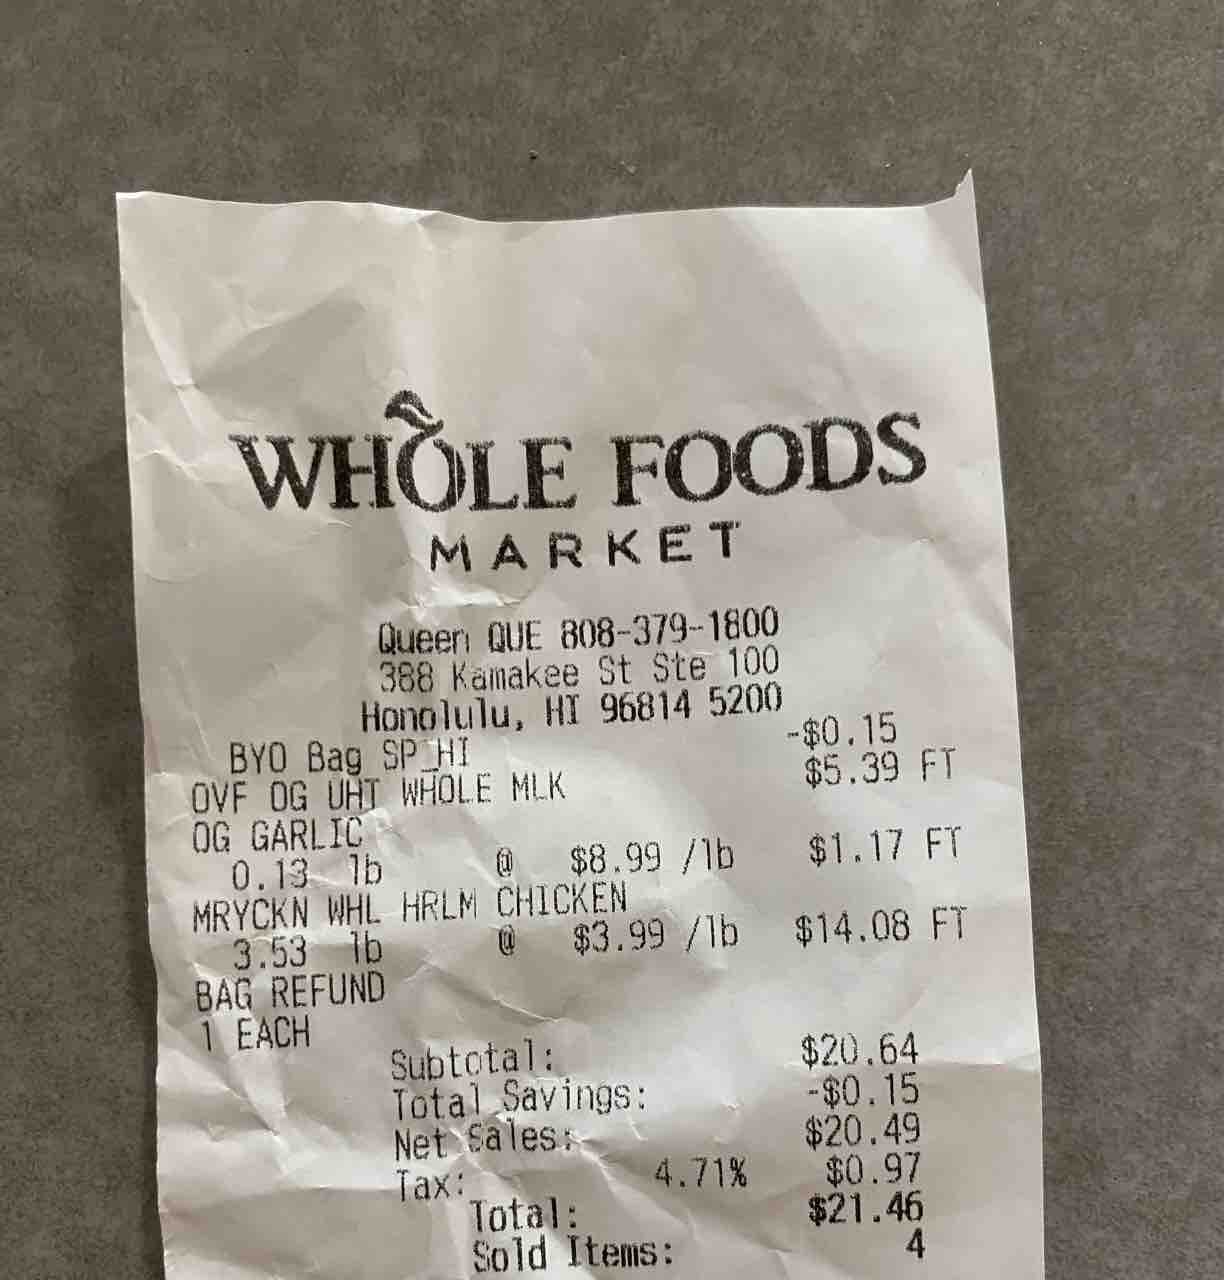 WHOLE FOODS
MARKET
Queen QUE 808-379-1800
388 Kamakee St Ste 100
Honolulu, HI 96814 5200
BYO Bag SP_HI -$0.15
OVF OG UHT WHOLE MLK $5.39 FT
OG GARLIC
0.13 lb @ $8.99 /lb $1.17 FT
MRYCKN WHL HRLM CHICKEN
3.53 lb @ $3.99 /lb $14.08 FT
BAG REFUND
1 EACH
Subtotal: $20.64
Total Savings: -$0.15
Net Sales: $20.49
Tax: 4.71% $0.97
Total: $21.46
Sold Items: 4